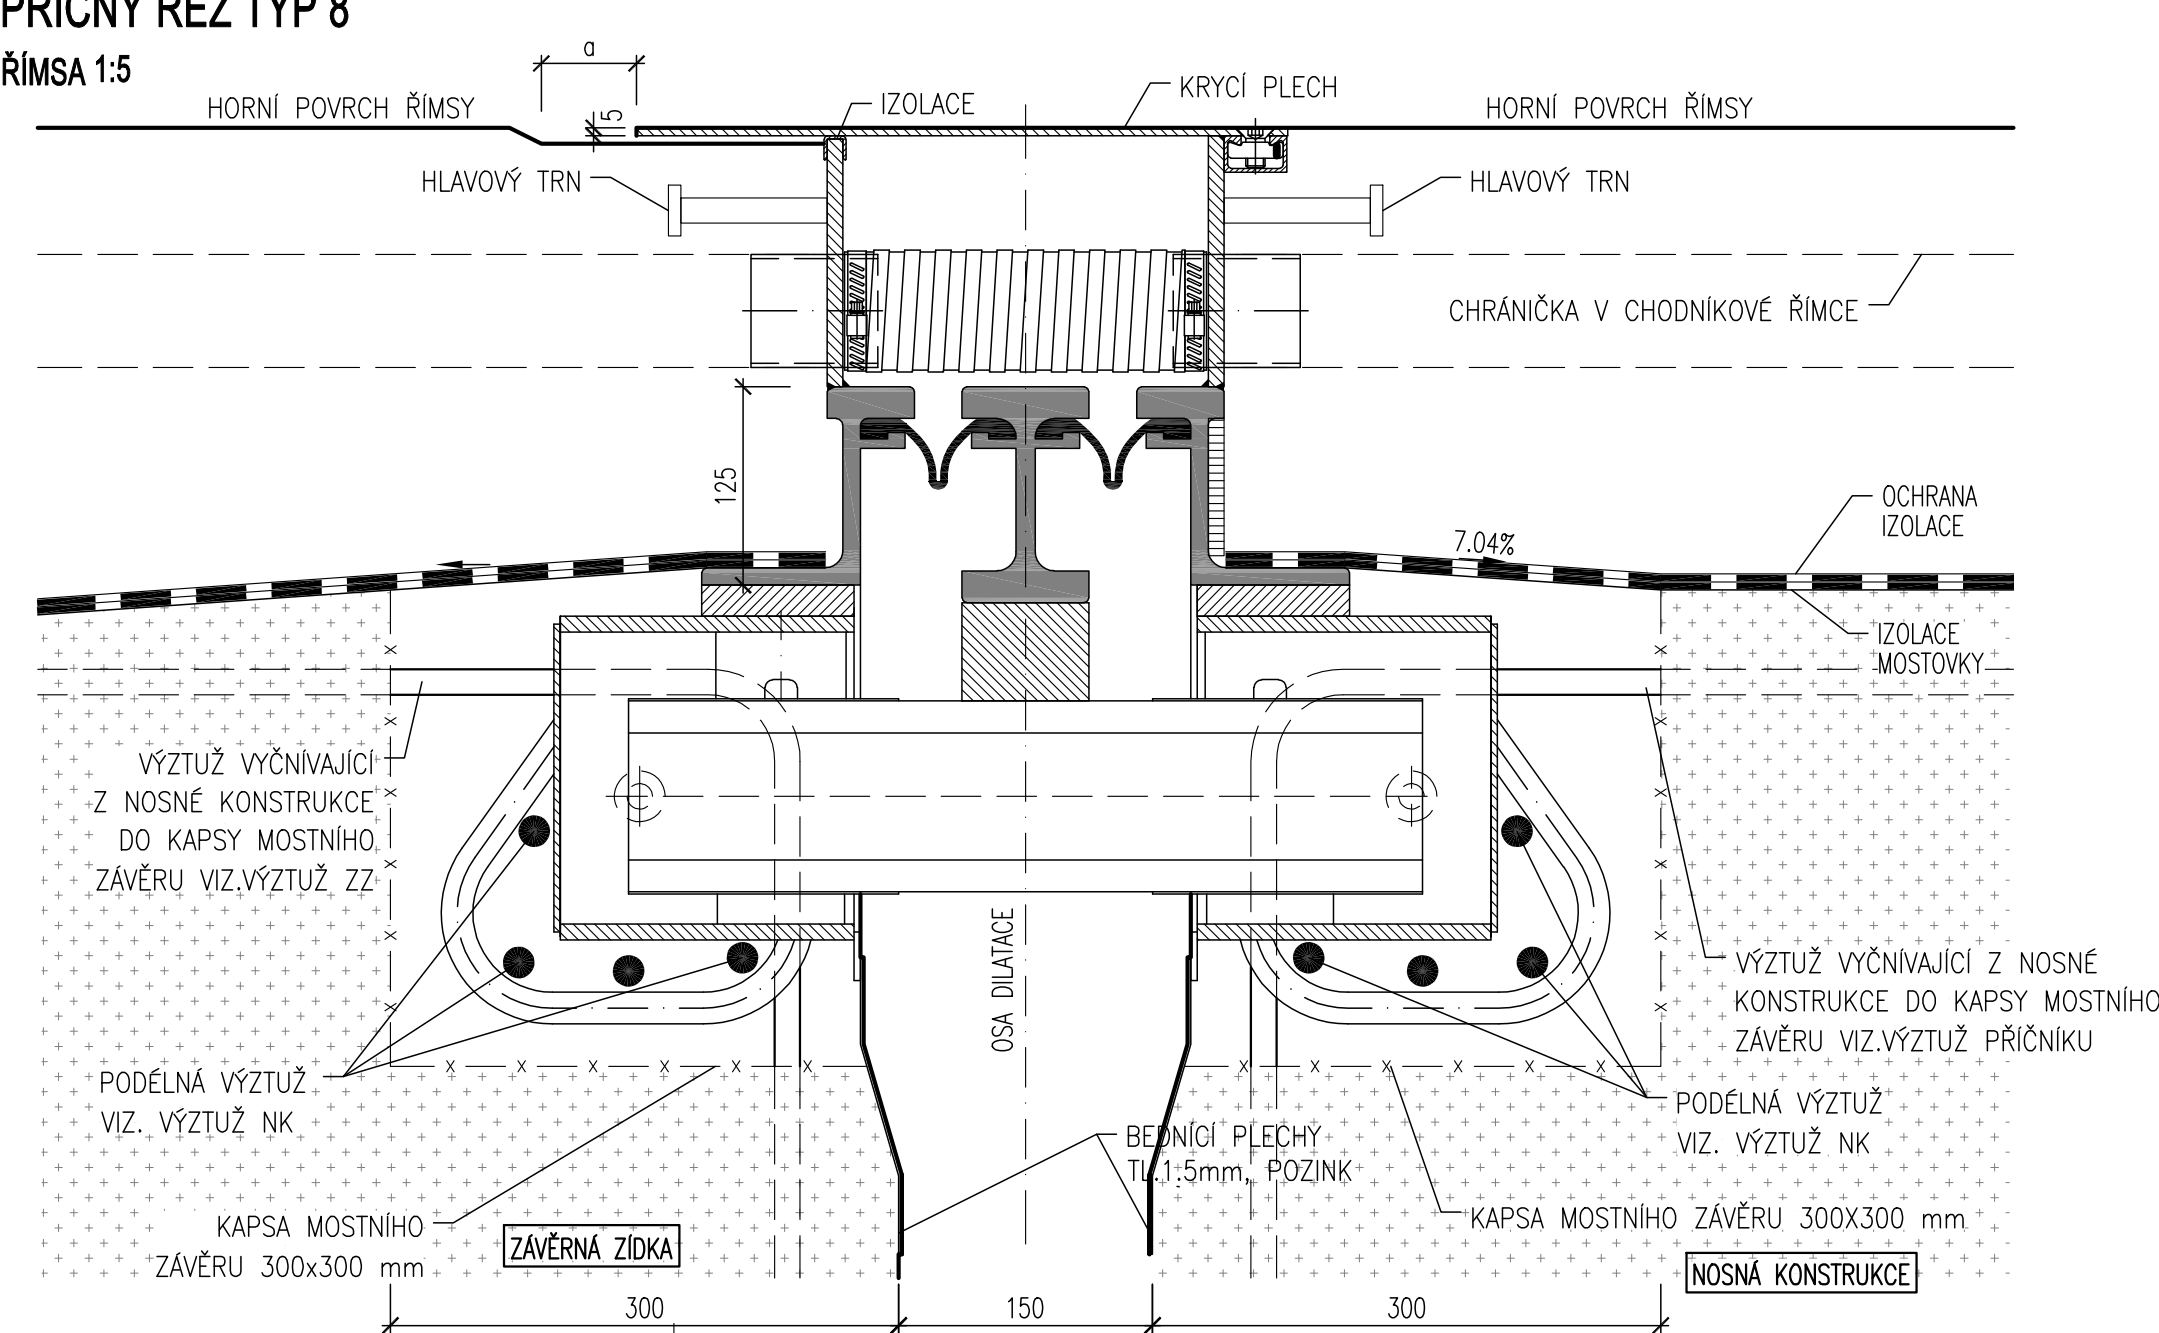 PŘÍČNÝ ŘEZ TYP 8
ŘÍMSA 1:5
a
5
HORNÍ POVRCH ŘÍMSY
IZOLACE
KRYCÍ PLECH
HORNÍ POVRCH ŘÍMSY
HLAVOVÝ TRN
HLAVOVÝ TRN
CHRÁNIČKA V CHODNÍKOVÉ ŘÍMCE
125
OCHRANA
IZOLACE
7.04%
IZOLACE
MOSTOVKY
VÝZTUŽ VYČNÍVAJÍCÍ
Z NOSNÉ KONSTRUKCE
DO KAPSY MOSTNÍHO
ZÁVĚRU VIZ.VÝZTUŽ ZZ
OSA DILATACE
VÝZTUŽ VYČNÍVAJÍCÍ Z NOSNÉ
KONSTRUKCE DO KAPSY MOSTNÍHO
ZÁVĚRU VIZ.VÝZTUŽ PŘÍČNÍKU
PODÉLNÁ VÝZTUŽ
VIZ. VÝZTUŽ NK
PODÉLNÁ VÝZTUŽ
VIZ. VÝZTUŽ NK
BEDNÍCÍ PLECHY
TL.1.5mm, POZINK
KAPSA MOSTNÍHO
ZÁVĚRU 300x300 mm
ZÁVĚRNÁ ZÍDKA
KAPSA MOSTNÍHO ZÁVĚRU 300X300 mm
NOSNÁ KONSTRUKCE
300
150
300